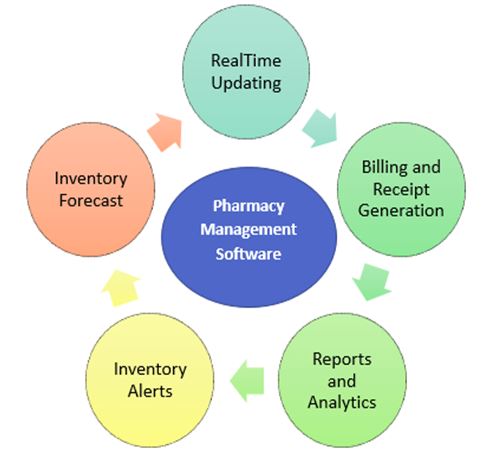 RealTime
Updating
Billing and
Receipt
Generation
Reports
and
Analytics
Inventory
Alerts
Inventory
Forecast
Pharmacy
Management
Software